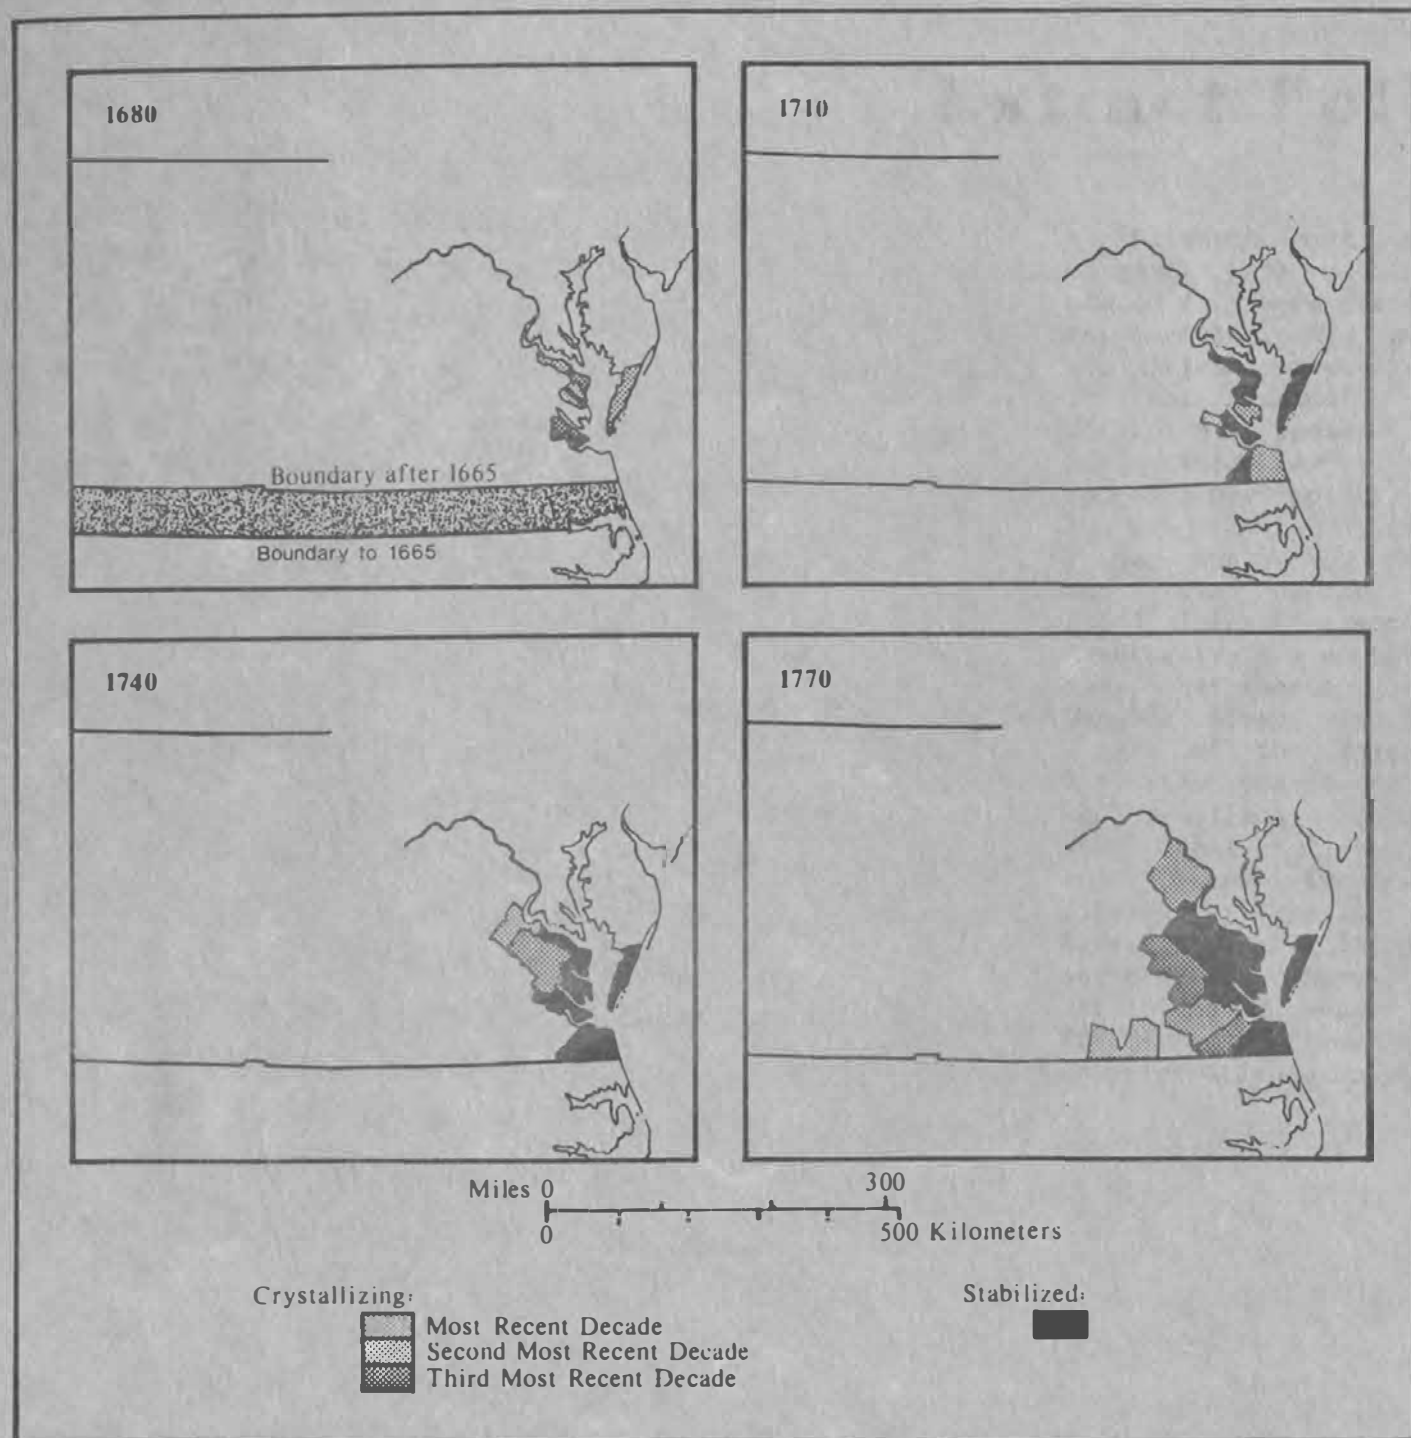 1680
1710
Boundary after 1665
Boundary to 1665
1740
1770
Miles 0 300
0 500 Kilometers
Crystallizing:
Most Recent Decade
Second Most Recent Decade
Third Most Recent Decade
Stabilized: